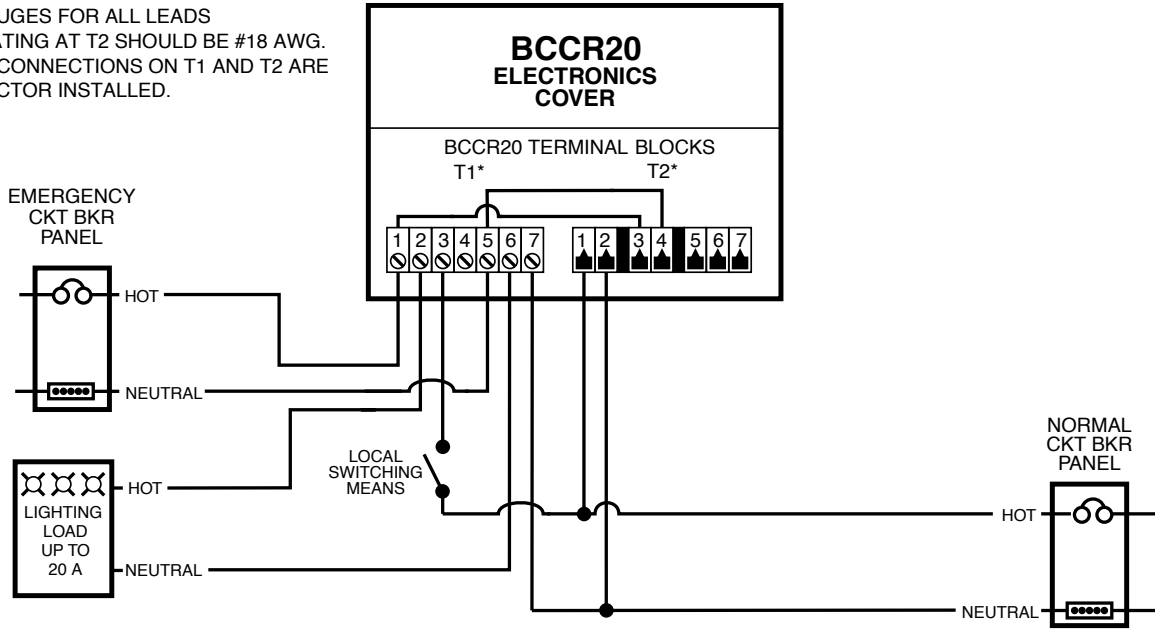 UGES FOR ALL LEADS
ATING AT T2 SHOULD BE #18 AWG.
CONNECTIONS ON T1 AND T2 ARE
CTOR INSTALLED.
BCCR20
ELECTRONICS
COVER
BCCR20 TERMINAL BLOCKS
T1* T2*
1 2 3 4 5 6 7 1 2 3 4 5 6 7
EMERGENCY
CKT BKR
PANEL
HOT
NEUTRAL
HOT
LIGHTING
LOAD
UP TO
20 A
NEUTRAL
LOCAL
SWITCHING
MEANS
NORMAL
CKT BKR
PANEL
HOT
NEUTRAL